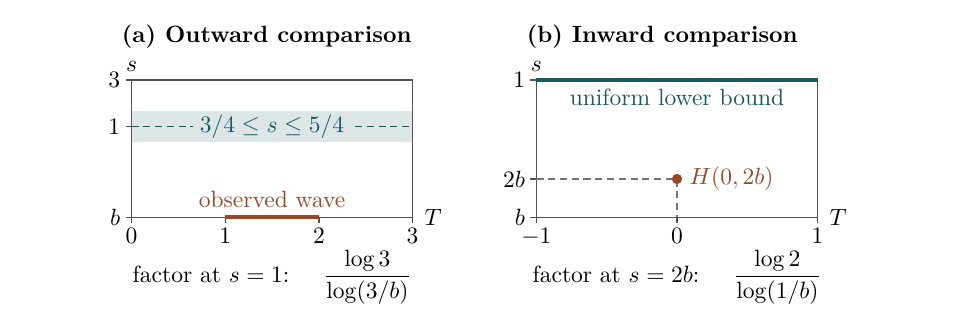 (a) Outward comparison
s
3
1
3/4 ≤ s ≤ 5/4
observed wave
b
T
0 1 2 3
factor at s = 1: log 3 / log(3/b)
(b) Inward comparison
s
1
uniform lower bound
2b
H(0, 2b)
b
T
−1 0 1
factor at s = 2b: log 2 / log(1/b)